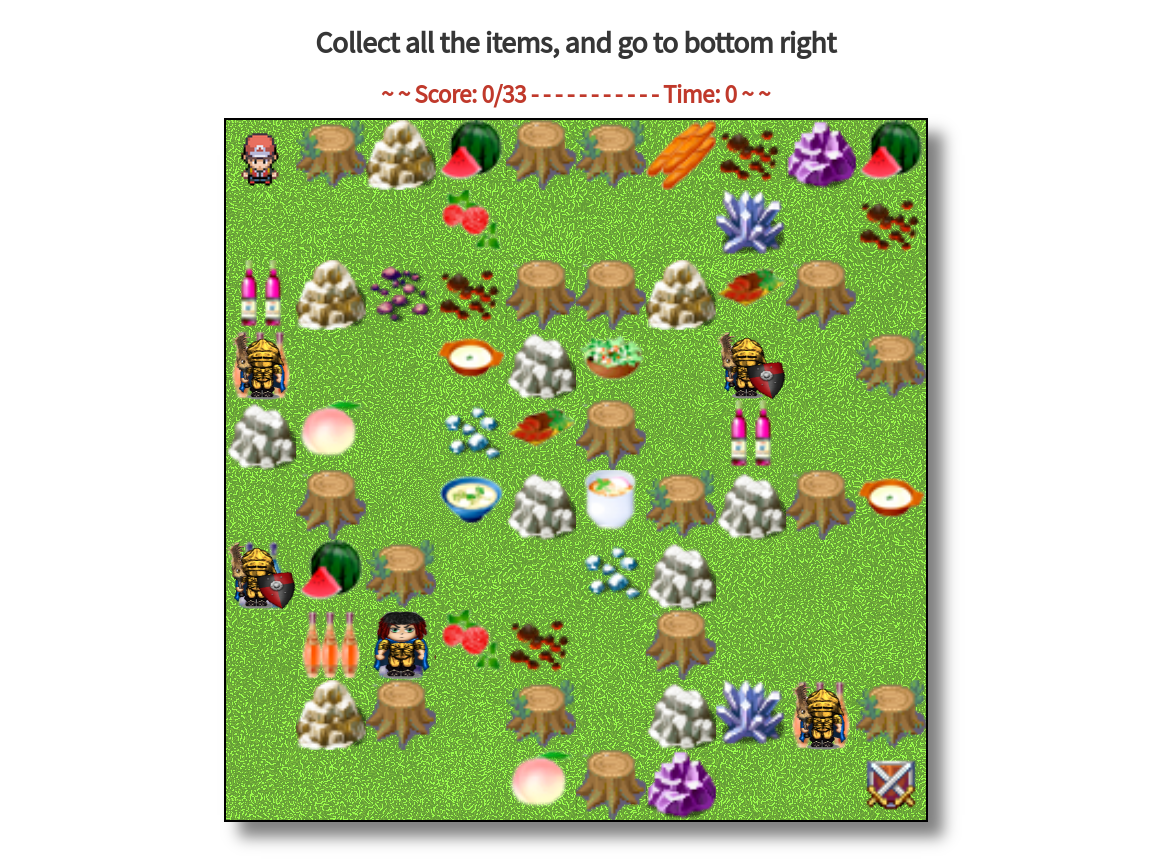 Collect all the items, and go to bottom right
~ ~ Score: 0/33 - - - - - - - - - - - Time: 0 ~ ~